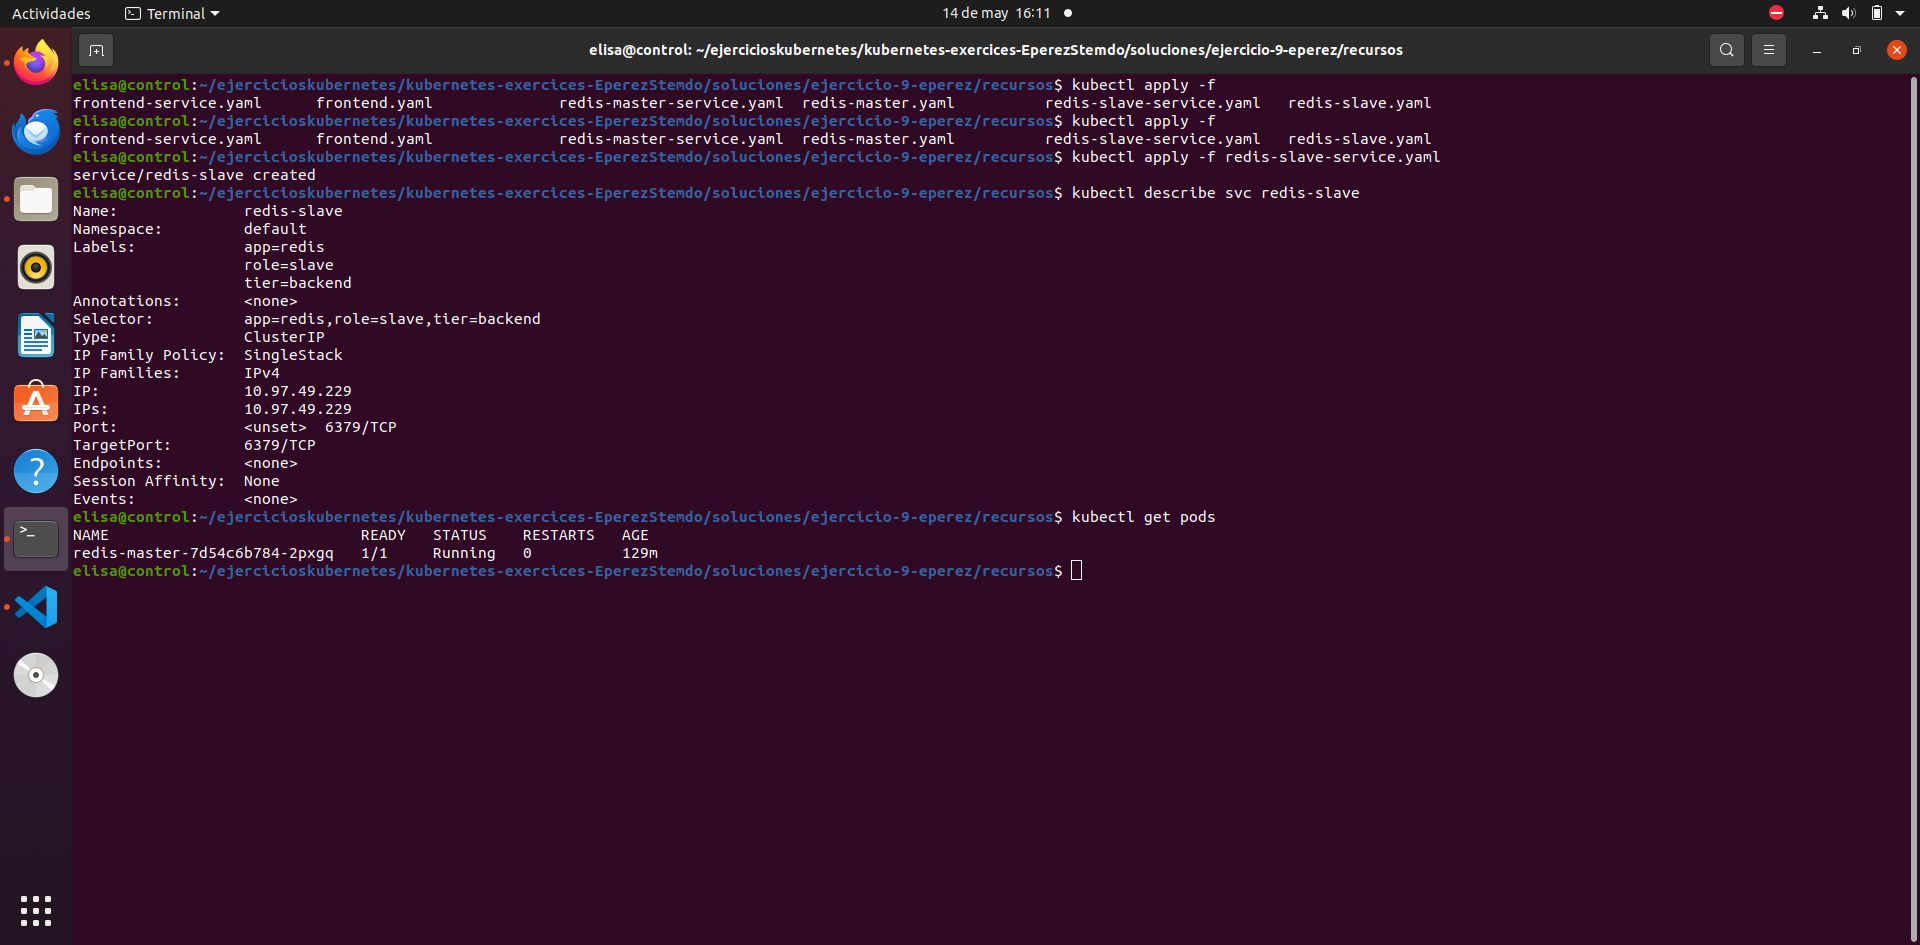 Actividades Terminal 14 de may 16:11
elisa@control: ~/ejercicioskubernetes/kubernetes-exercices-EperezStemdo/soluciones/ejercicio-9-eperez/recursos
elisa@control:~/ejercicioskubernetes/kubernetes-exercices-EperezStemdo/soluciones/ejercicio-9-eperez/recursos$ kubectl apply -f
frontend-service.yaml      frontend.yaml              redis-master-service.yaml  redis-master.yaml          redis-slave-service.yaml   redis-slave.yaml
elisa@control:~/ejercicioskubernetes/kubernetes-exercices-EperezStemdo/soluciones/ejercicio-9-eperez/recursos$ kubectl apply -f
frontend-service.yaml      frontend.yaml              redis-master-service.yaml  redis-master.yaml          redis-slave-service.yaml   redis-slave.yaml
elisa@control:~/ejercicioskubernetes/kubernetes-exercices-EperezStemdo/soluciones/ejercicio-9-eperez/recursos$ kubectl apply -f redis-slave-service.yaml
service/redis-slave created
elisa@control:~/ejercicioskubernetes/kubernetes-exercices-EperezStemdo/soluciones/ejercicio-9-eperez/recursos$ kubectl describe svc redis-slave
Name:              redis-slave
Namespace:         default
Labels:            app=redis
                   role=slave
                   tier=backend
Annotations:       <none>
Selector:          app=redis,role=slave,tier=backend
Type:              ClusterIP
IP Family Policy:  SingleStack
IP Families:       IPv4
IP:                10.97.49.229
IPs:               10.97.49.229
Port:              <unset>  6379/TCP
TargetPort:        6379/TCP
Endpoints:         <none>
Session Affinity:  None
Events:            <none>
elisa@control:~/ejercicioskubernetes/kubernetes-exercices-EperezStemdo/soluciones/ejercicio-9-eperez/recursos$ kubectl get pods
NAME                            READY   STATUS    RESTARTS   AGE
redis-master-7d54c6b784-2pxgq   1/1     Running   0          129m
elisa@control:~/ejercicioskubernetes/kubernetes-exercices-EperezStemdo/soluciones/ejercicio-9-eperez/recursos$